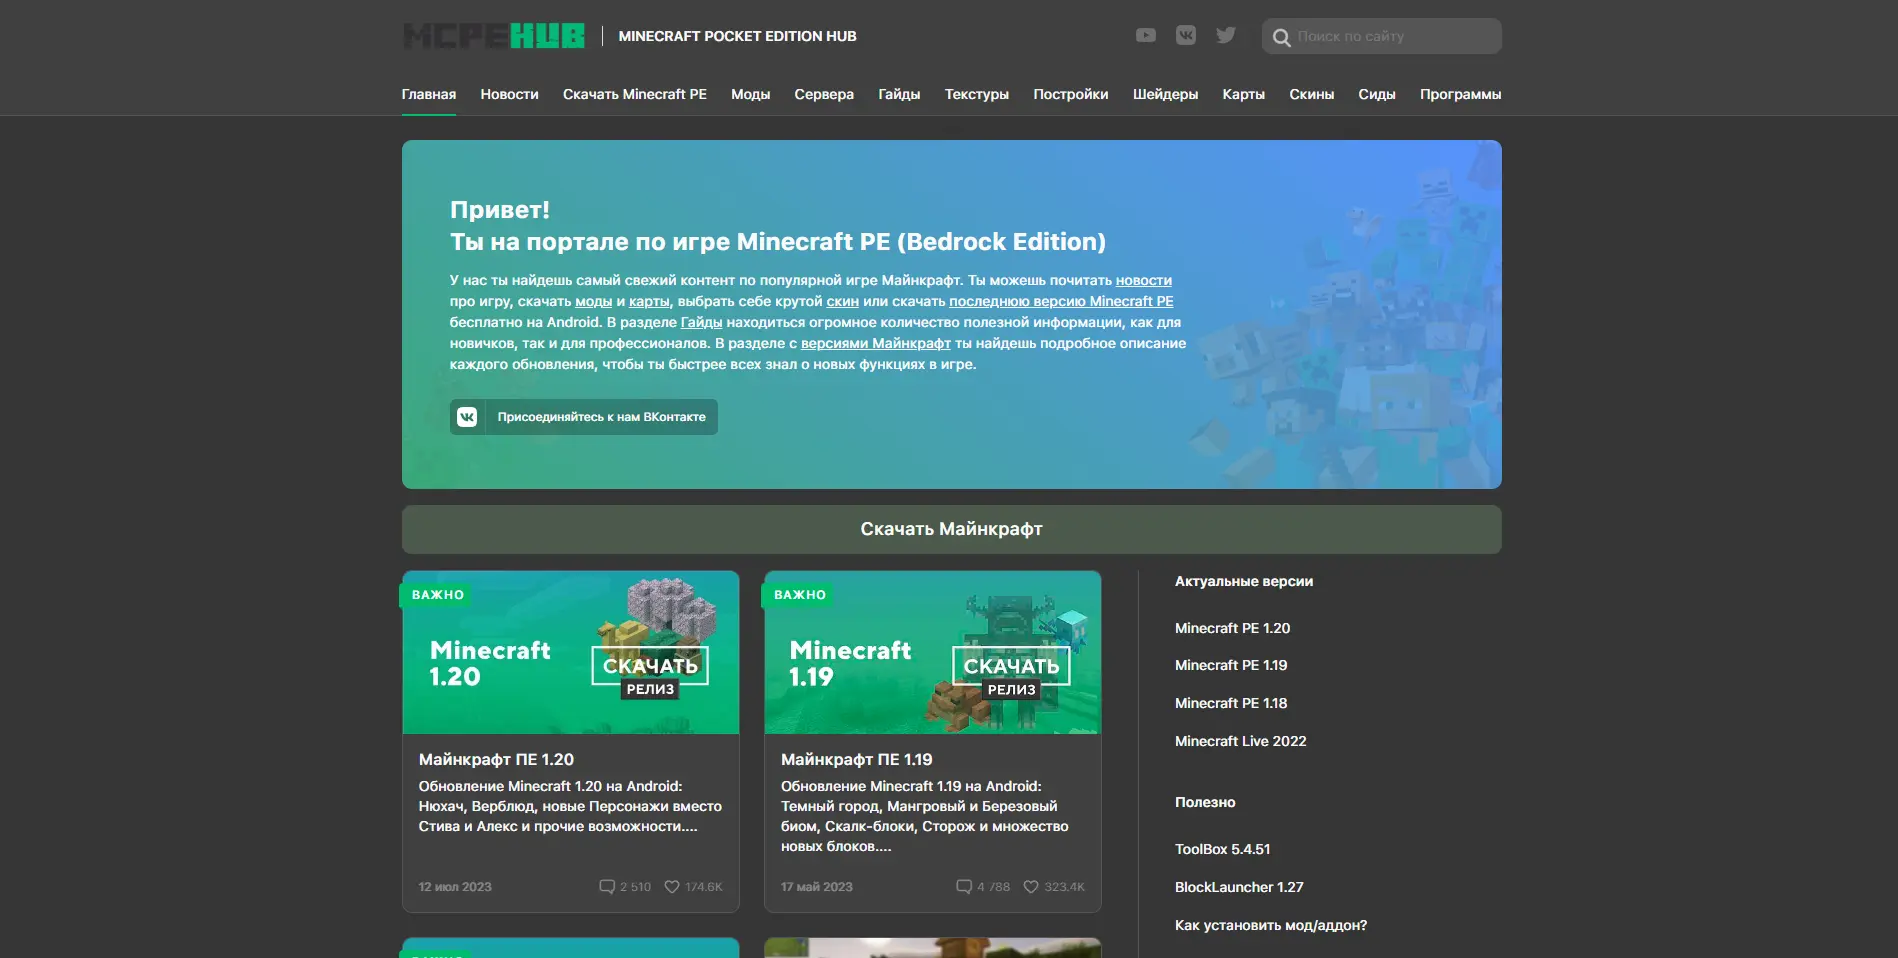 MCPEHUB
MINECRAFT POCKET EDITION HUB
Поиск по сайту
Главная Новости Скачать Minecraft PE Моды Сервера Гайды Текстуры Постройки Шейдеры Карты Скины Сиды Программы
Привет!
Ты на портале по игре Minecraft PE (Bedrock Edition)
У нас ты найдешь самый свежий контент по популярной игре Майнкрафт. Ты можешь почитать новости
про игру, скачать моды и карты, выбрать себе крутой скин или скачать последнюю версию Minecraft PE
бесплатно на Android. В разделе Гайды находиться огромное количество полезной информации, как для
новичков, так и для профессионалов. В разделе с версиями Майнкрафт ты найдешь подробное описание
каждого обновления, чтобы ты быстрее всех знал о новых функциях в игре.
Присоединяйтесь к нам ВКонтакте
Скачать Майнкрафт
ВАЖНО
Minecraft
1.20
СКАЧАТЬ
РЕЛИЗ
Майнкрафт ПЕ 1.20
Обновление Minecraft 1.20 на Android:
Нюхач, Верблюд, новые Персонажи вместо
Стива и Алекс и прочие возможности....
12 июл 2023 2 510 174.6K
ВАЖНО
Minecraft
1.19
СКАЧАТЬ
РЕЛИЗ
Майнкрафт ПЕ 1.19
Обновление Minecraft 1.19 на Android:
Темный город, Мангровый и Березовый
биом, Скалк-блоки, Сторож и множество
новых блоков....
17 май 2023 4 788 323.4K
ВАЖНО
Актуальные версии
Minecraft PE 1.20
Minecraft PE 1.19
Minecraft PE 1.18
Minecraft Live 2022
Полезно
ToolBox 5.4.51
BlockLauncher 1.27
Как установить мод/аддон?